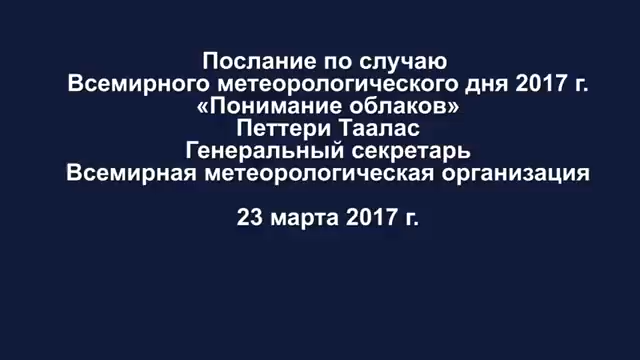 Послание по случаю
Всемирного метеорологического дня 2017 г.
«Понимание облаков»
Петтери Таалас
Генеральный секретарь
Всемирная метеорологическая организация
23 марта 2017 г.